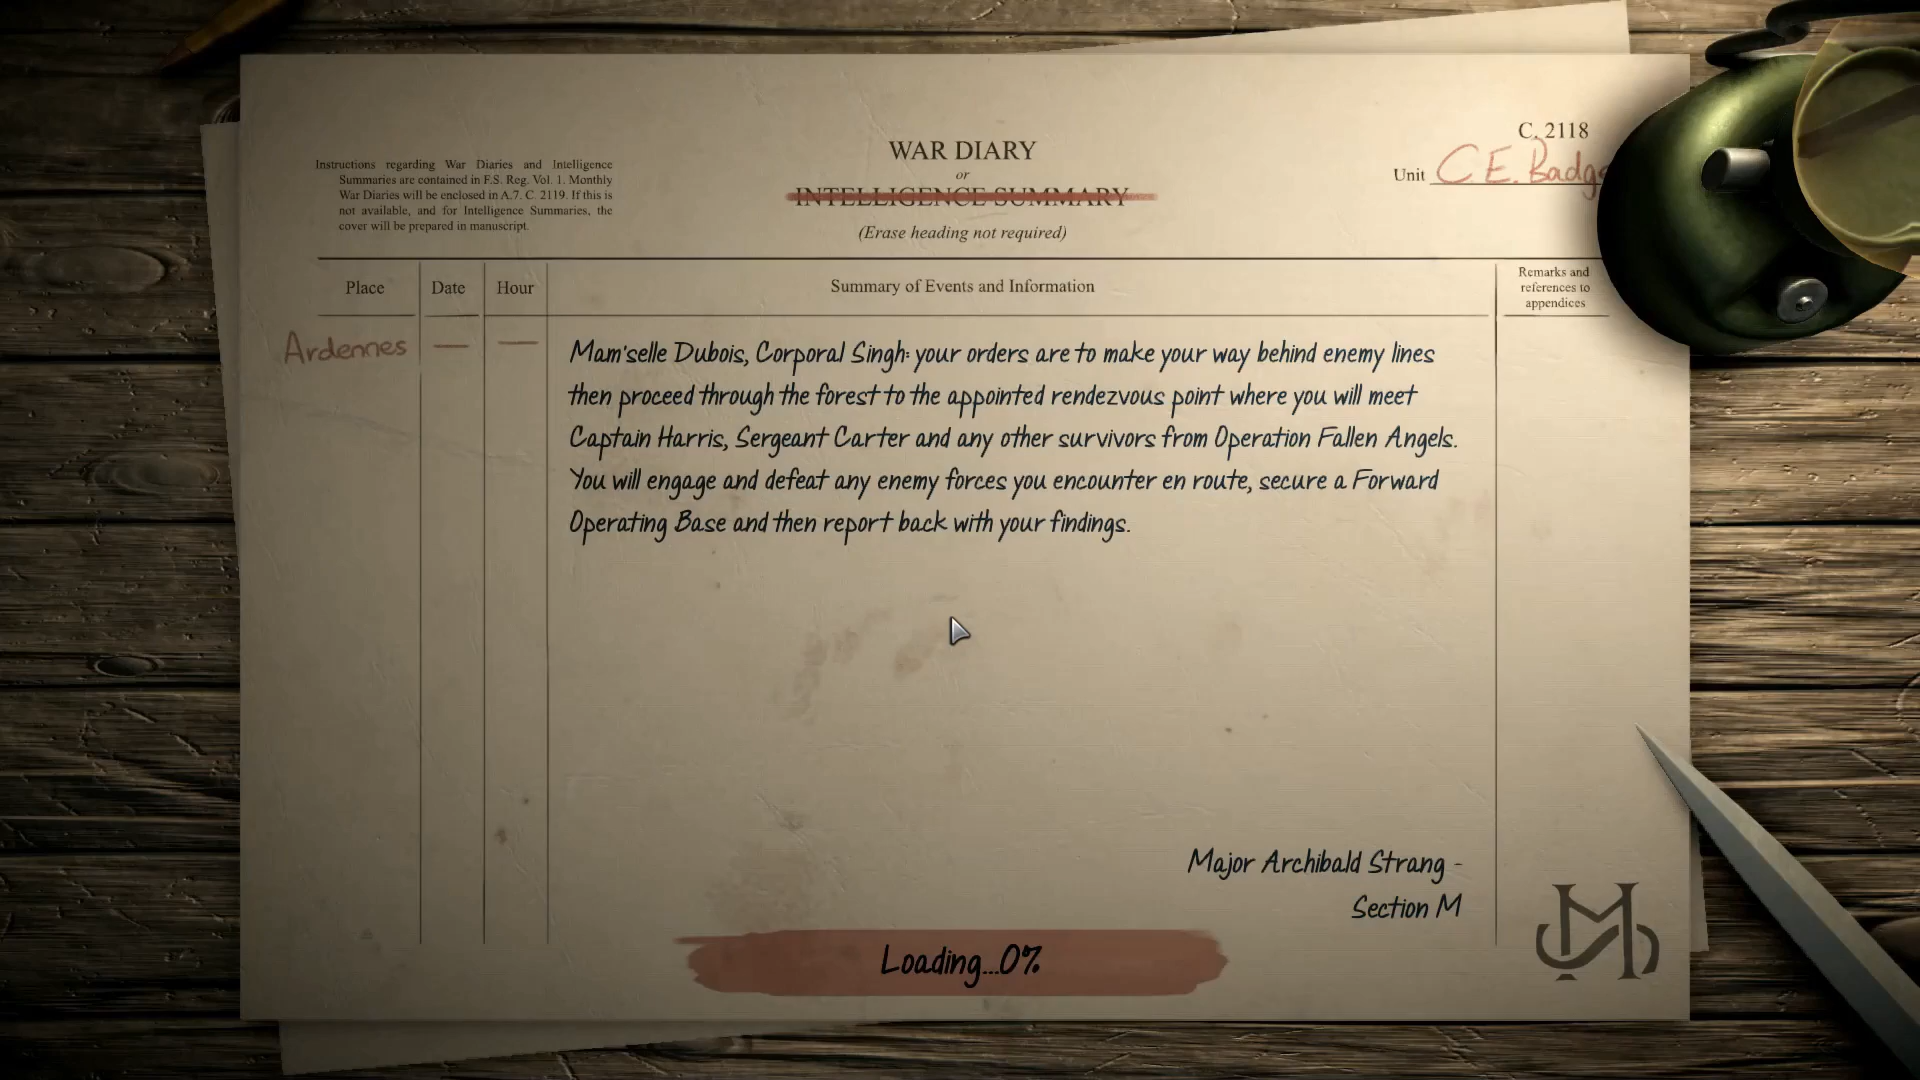 C. 2118
WAR DIARY
or
INTELLIGENCE SUMMARY
(Erase heading not required)
Instructions regarding War Diaries and Intelligence
Summaries are contained in F.S. Reg. Vol. 1. Monthly
War Diaries will be enclosed in A.7. C. 2119. If this is
not available, and for Intelligence Summaries, the
cover will be prepared in manuscript.
Unit C.E. Badg
Place Date Hour Summary of Events and Information
Remarks and
references to
appendices
Ardennes — —
Mam'selle Dubois, Corporal Singh: your orders are to make your way behind enemy lines
then proceed through the forest to the appointed rendezvous point where you will meet
Captain Harris, Sergeant Carter and any other survivors from Operation Fallen Angels.
You will engage and defeat any enemy forces you encounter en route, secure a Forward
Operating Base and then report back with your findings.
Major Archibald Strang -
Section M
Loading...0%